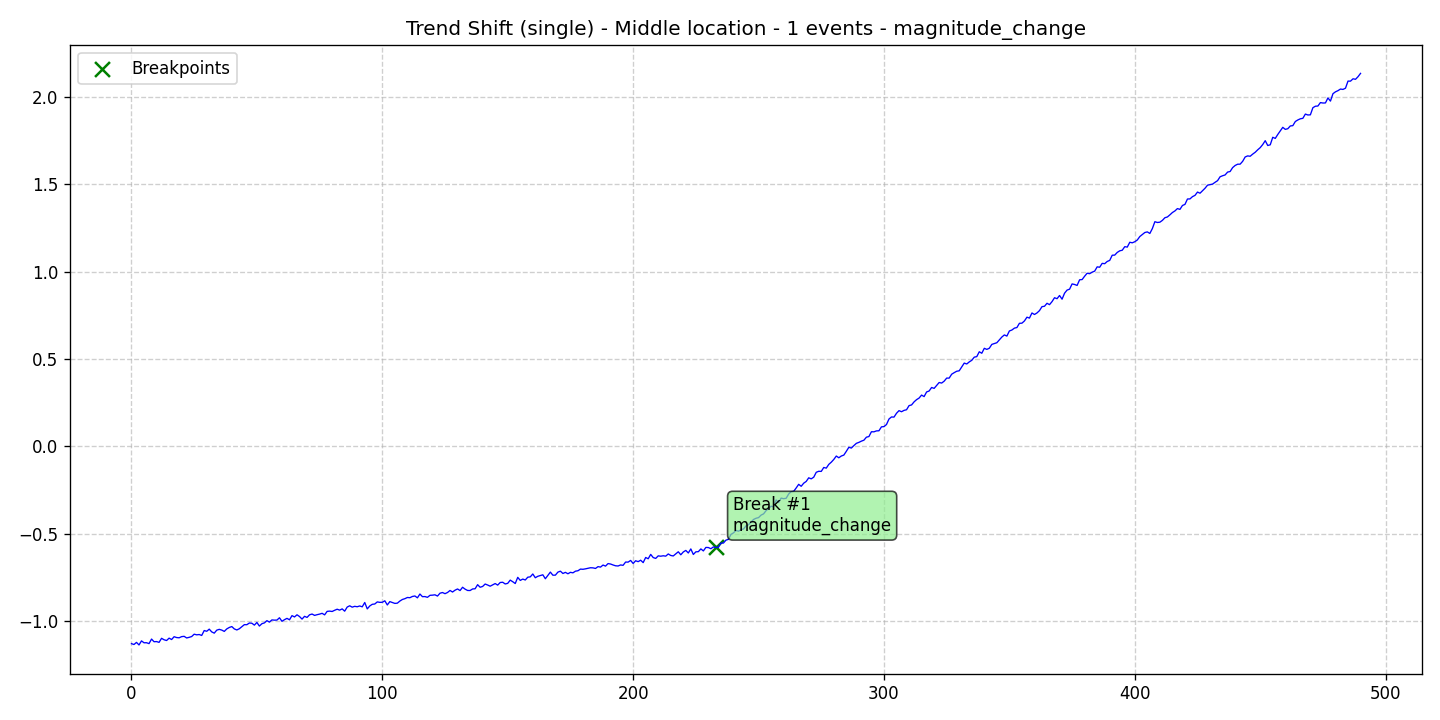 Trend Shift (single) - Middle location - 1 events - magnitude_change
Breakpoints
2.0
1.5
1.0
0.5
0.0
−0.5
−1.0
Break #1
magnitude_change
0 100 200 300 400 500